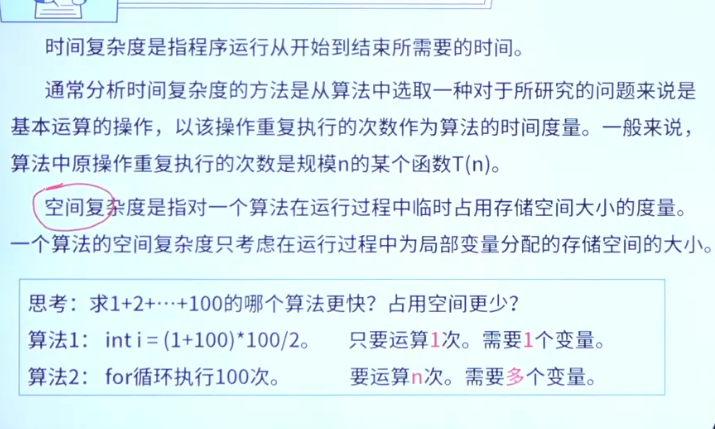 时间复杂度是指程序运行从开始到结束所需要的时间。
通常分析时间复杂度的方法是从算法中选取一种对于所研究的问题来说是
基本运算的操作，以该操作重复执行的次数作为算法的时间度量。一般来说，
算法中原操作重复执行的次数是规模n的某个函数T(n)。
空间复杂度是指对一个算法在运行过程中临时占用存储空间大小的度量。
一个算法的空间复杂度只考虑在运行过程中为局部变量分配的存储空间的大小。
思考：求1+2+…+100的哪个算法更快？占用空间更少？
算法1： int i = (1+100)*100/2。 只要运算1次。需要1个变量。
算法2： for循环执行100次。 要运算n次。需要多个变量。